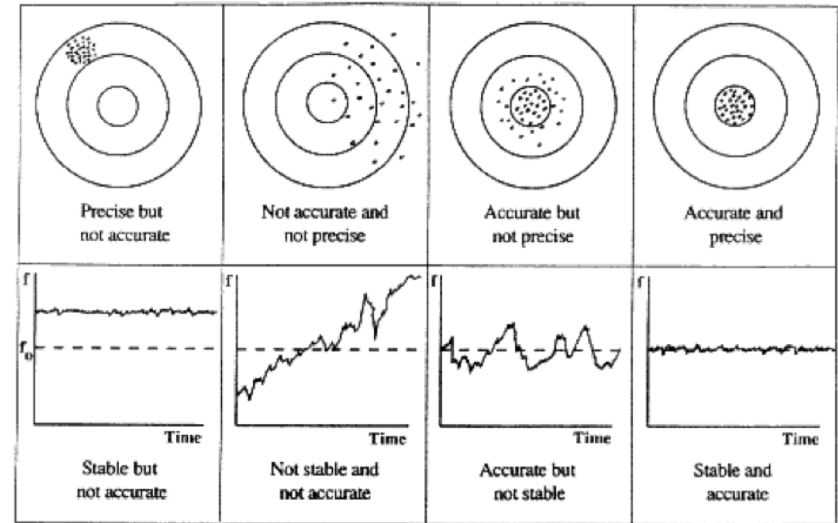 Precise but
not accurate
Not accurate and
not precise
Accurate but
not precise
Accurate and
precise
f
f₀
Time
Stable but
not accurate
f
Time
Not stable and
not accurate
f
Time
Accurate but
not stable
f
Time
Stable and
accurate